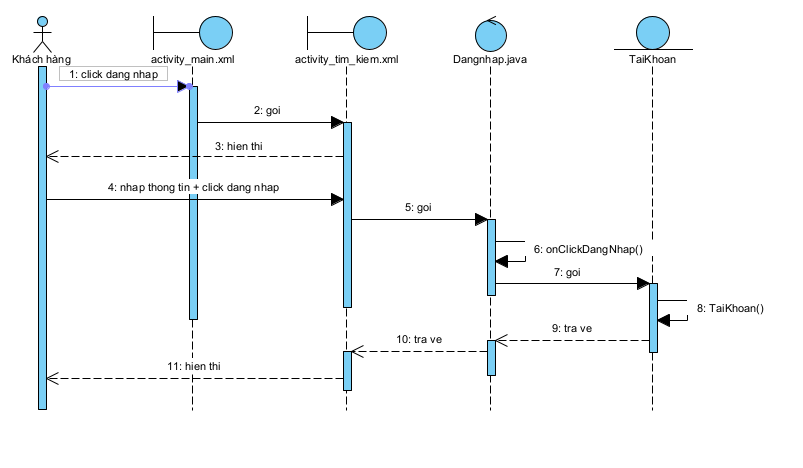 Khách hàng
activity_main.xml
activity_tim_kiem.xml
Dangnhap.java
TaiKhoan
1: click dang nhap
2: goi
3: hien thi
4: nhap thong tin + click dang nhap
5: goi
6: onClickDangNhap()
7: goi
8: TaiKhoan()
9: tra ve
10: tra ve
11: hien thi